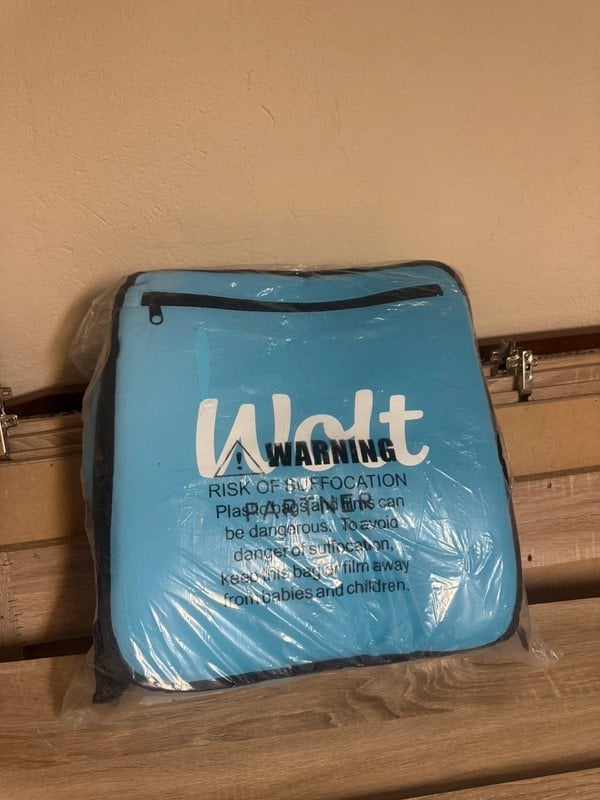 Wolt
WARNING
RISK OF SUFFOCATION
PARTNER
Plastic bags and films can
be dangerous. To avoid
danger of suffocation,
keep this bag or film away
from babies and children.